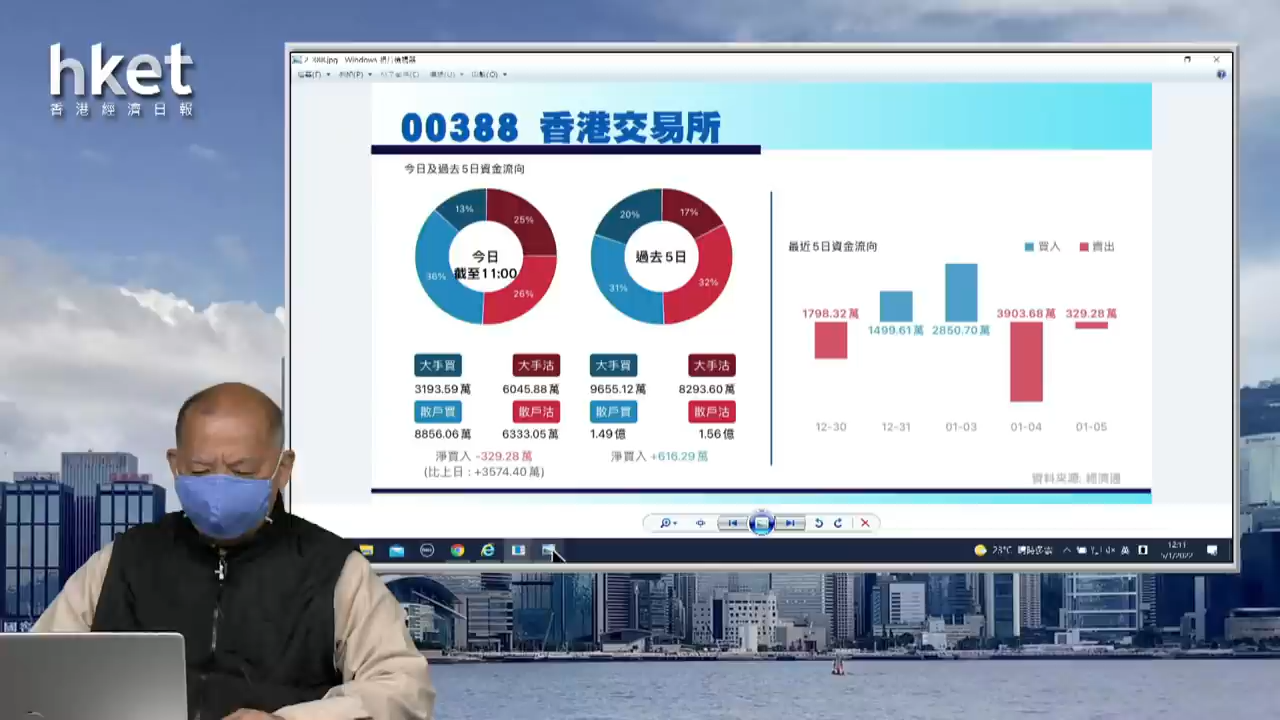 hket
香港經濟日報
00388 香港交易所
今日及過去5日資金流向
13%
25%
36%
26%
今日
截至11:00
20%
17%
31%
32%
過去5日
大手買
大手沽
3193.59萬
6045.88萬
散戶買
散戶沽
8856.06萬
6333.05萬
淨買入 -329.28萬
(比上日：+3574.40萬)
大手買
大手沽
9655.12萬
8293.60萬
散戶買
散戶沽
1.49億
1.56億
淨買入 +616.29萬
最近5日資金流向
買入
賣出
1798.32萬
1499.61萬
2850.70萬
3903.68萬
329.28萬
12-30
12-31
01-03
01-04
01-05
資料來源: 經濟通
23°C
英
12:11
5/1/2022